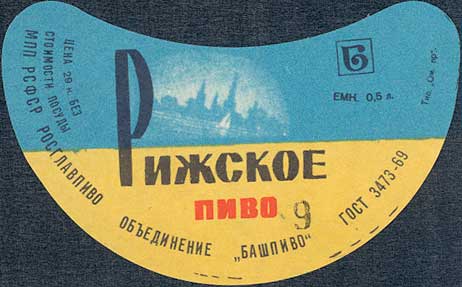 ЦЕНА 29 к. БЕЗ
СТОИМОСТИ ПОСУДЫ
МПП РСФСР РОСГЛАВПИВО
Б
ЕМК. 0,5 л.
РИЖСКОЕ
ПИВО
9
ОБЪЕДИНЕНИЕ „БАШПИВО“
ГОСТ 3473-69